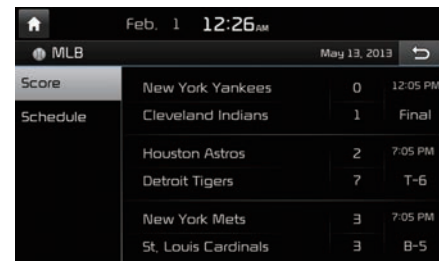 Feb. 1 12:26 AM
MLB May 13, 2013
Score
Schedule
New York Yankees 0 12:05 PM
Cleveland Indians 1 Final
Houston Astros 2 7:05 PM
Detroit Tigers 7 T-6
New York Mets 3 7:05 PM
St. Louis Cardinals 3 B-5